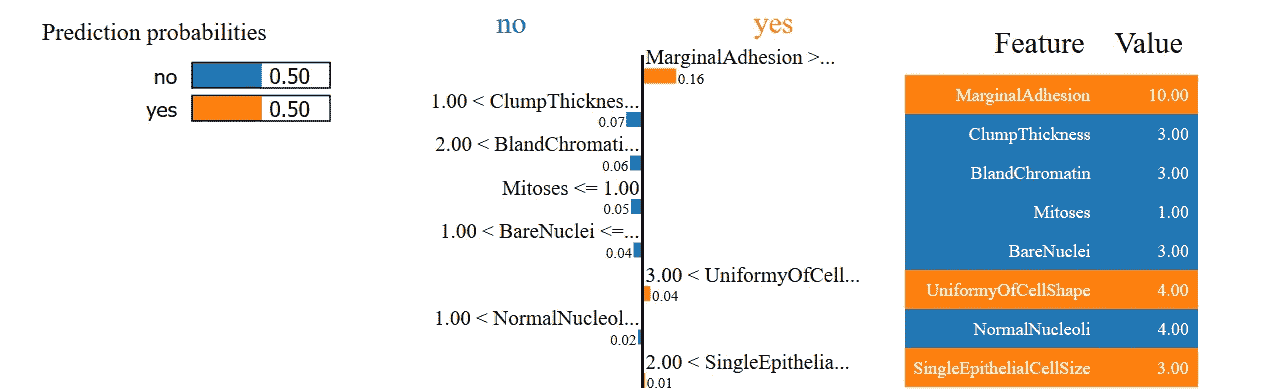 Prediction probabilities
no 0.50
yes 0.50
no yes
MarginalAdhesion >...
0.16
1.00 < ClumpThicknes...
0.07
2.00 < BlandChromati...
0.06
Mitoses <= 1.00
0.05
1.00 < BareNuclei <=...
0.04
3.00 < UniformyOfCell...
0.04
1.00 < NormalNucleol...
0.02
2.00 < SingleEpithelia...
0.01
Feature Value
MarginalAdhesion 10.00
ClumpThickness 3.00
BlandChromatin 3.00
Mitoses 1.00
BareNuclei 3.00
UniformyOfCellShape 4.00
NormalNucleoli 4.00
SingleEpithelialCellSize 3.00